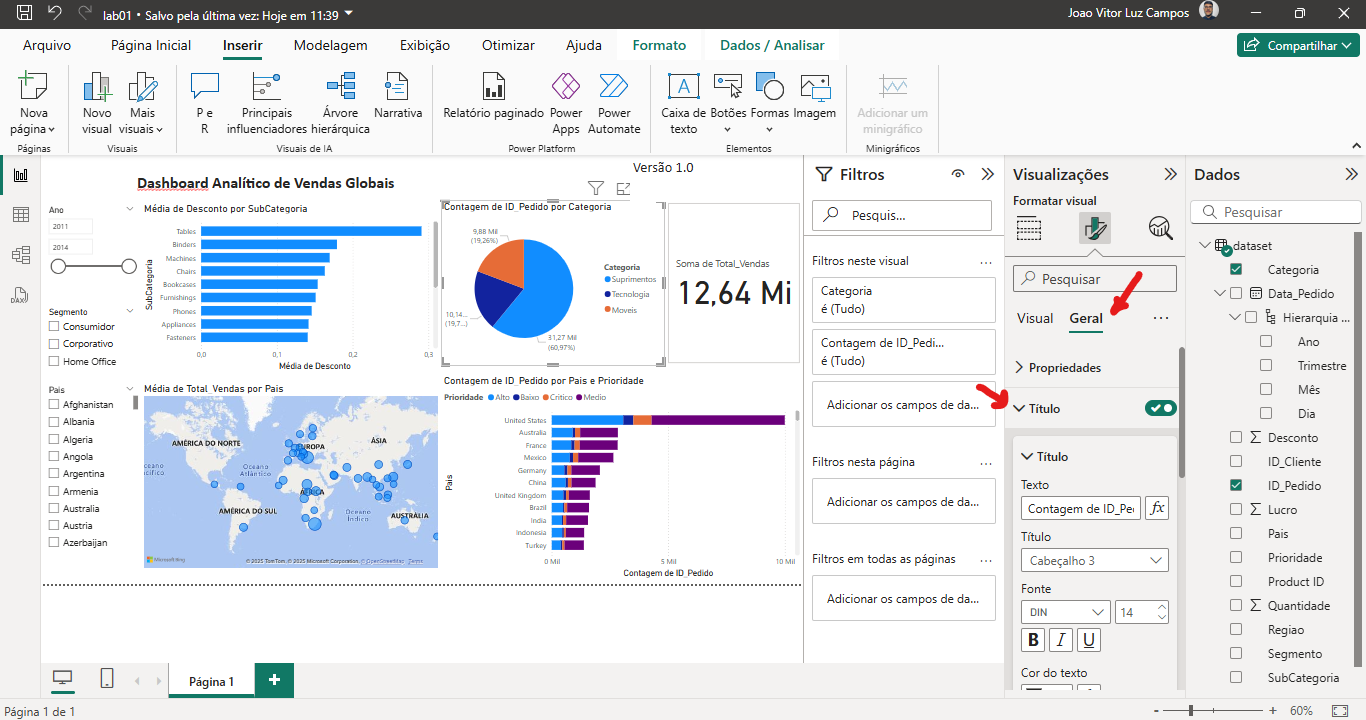 lab01 • Salvo pela última vez: Hoje em 11:39
Joao Vitor Luz Campos
Arquivo
Página Inicial
Inserir
Modelagem
Exibição
Otimizar
Ajuda
Formato
Dados / Analisar
Compartilhar
Nova página
Novo visual
Mais visuais
P e R
Principais influenciadores
Árvore hierárquica
Narrativa
Relatório paginado
Power Apps
Power Automate
Caixa de texto
Botões
Formas
Imagem
Adicionar um minigráfico
Páginas
Visuais
Visuais de IA
Power Platform
Elementos
Minigráficos
Versão 1.0
Dashboard Analítico de Vendas Globais
Ano
2011
2014
Segmento
Consumidor
Corporativo
Home Office
Pais
Afghanistan
Albania
Algeria
Angola
Argentina
Armenia
Australia
Austria
Azerbaijan
Média de Desconto por SubCategoria
SubCategoria
Tables
Binders
Machines
Chairs
Bookcases
Furnishings
Phones
Appliances
Fasteners
0,0 0,1 0,2 0,3
Média de Desconto
Contagem de ID_Pedido por Categoria
9,88 Mil
(19,26%)
10,14...
(19,7...)
31,27 Mil
(60,97%)
Categoria
Suprimentos
Tecnologia
Moveis
Soma de Total_Vendas
12,64 Mi
Média de Total_Vendas por Pais
AMÉRICA DO NORTE
EUROPA
ÁSIA
Oceano
Atlântico
ÁFRICA
AMÉRICA DO SUL
Oceano
Índico
AUSTRÁLIA
Microsoft Bing
© 2025 TomTom, © 2025 Microsoft Corporation, © OpenStreetMap Terms
Contagem de ID_Pedido por Pais e Prioridade
Prioridade Alto Baixo Critico Medio
Pais
United States
Australia
France
Mexico
Germany
China
United Kingdom
Brazil
India
Indonesia
Turkey
0 Mil 5 Mil 10 Mil
Contagem de ID_Pedido
Filtros
Pesquis...
Filtros neste visual ...
Categoria
é (Tudo)
Contagem de ID_Pedi...
é (Tudo)
Adicionar os campos de da...
Filtros nesta página ...
Adicionar os campos de da...
Filtros em todas as páginas ...
Adicionar os campos de da...
Visualizações
Formatar visual
Pesquisar
Visual
Geral
...
Propriedades
Título
Título
Texto
Contagem de ID_Pe
fx
Título
Cabeçalho 3
Fonte
DIN
14
B I U
Cor do texto
Dados
Pesquisar
dataset
Categoria
Data_Pedido
Hierarquia ...
Ano
Trimestre
Mês
Dia
Desconto
ID_Cliente
ID_Pedido
Lucro
Pais
Prioridade
Product ID
Quantidade
Regiao
Segmento
SubCategoria
Página 1
Página 1 de 1
- + 60%